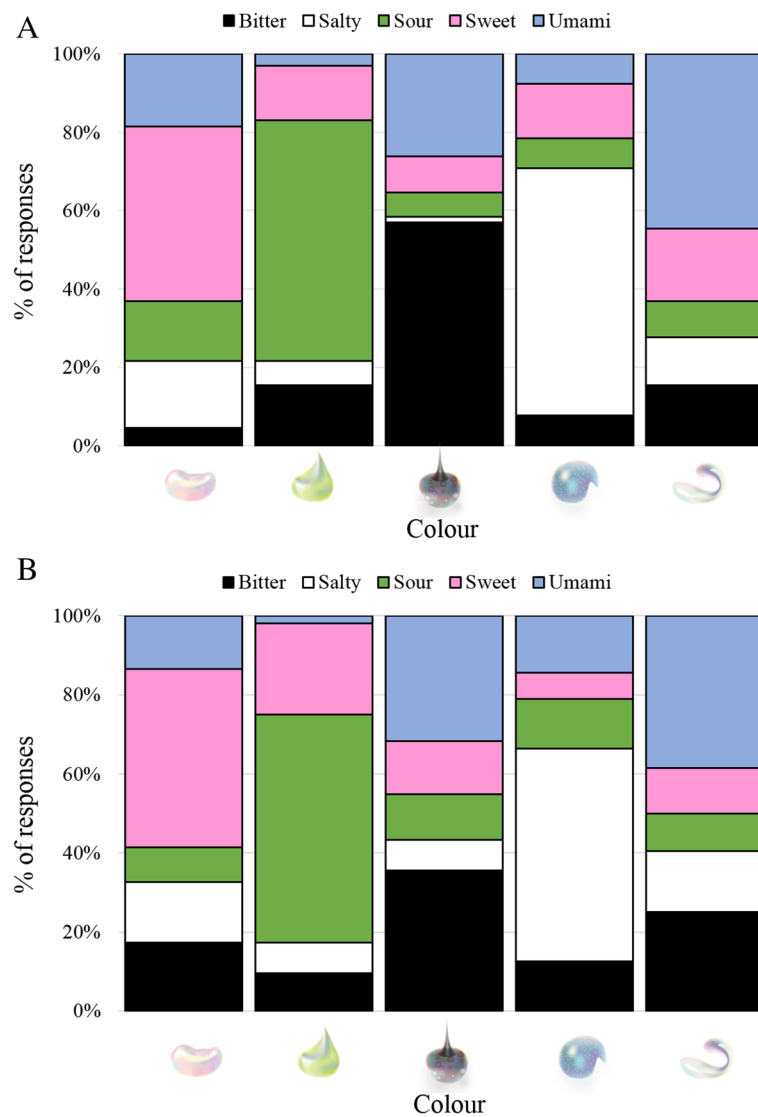 A
Bitter Salty Sour Sweet Umami
100%
80%
60%
40%
20%
0%
% of responses
Colour
B
Bitter Salty Sour Sweet Umami
100%
80%
60%
40%
20%
0%
% of responses
Colour